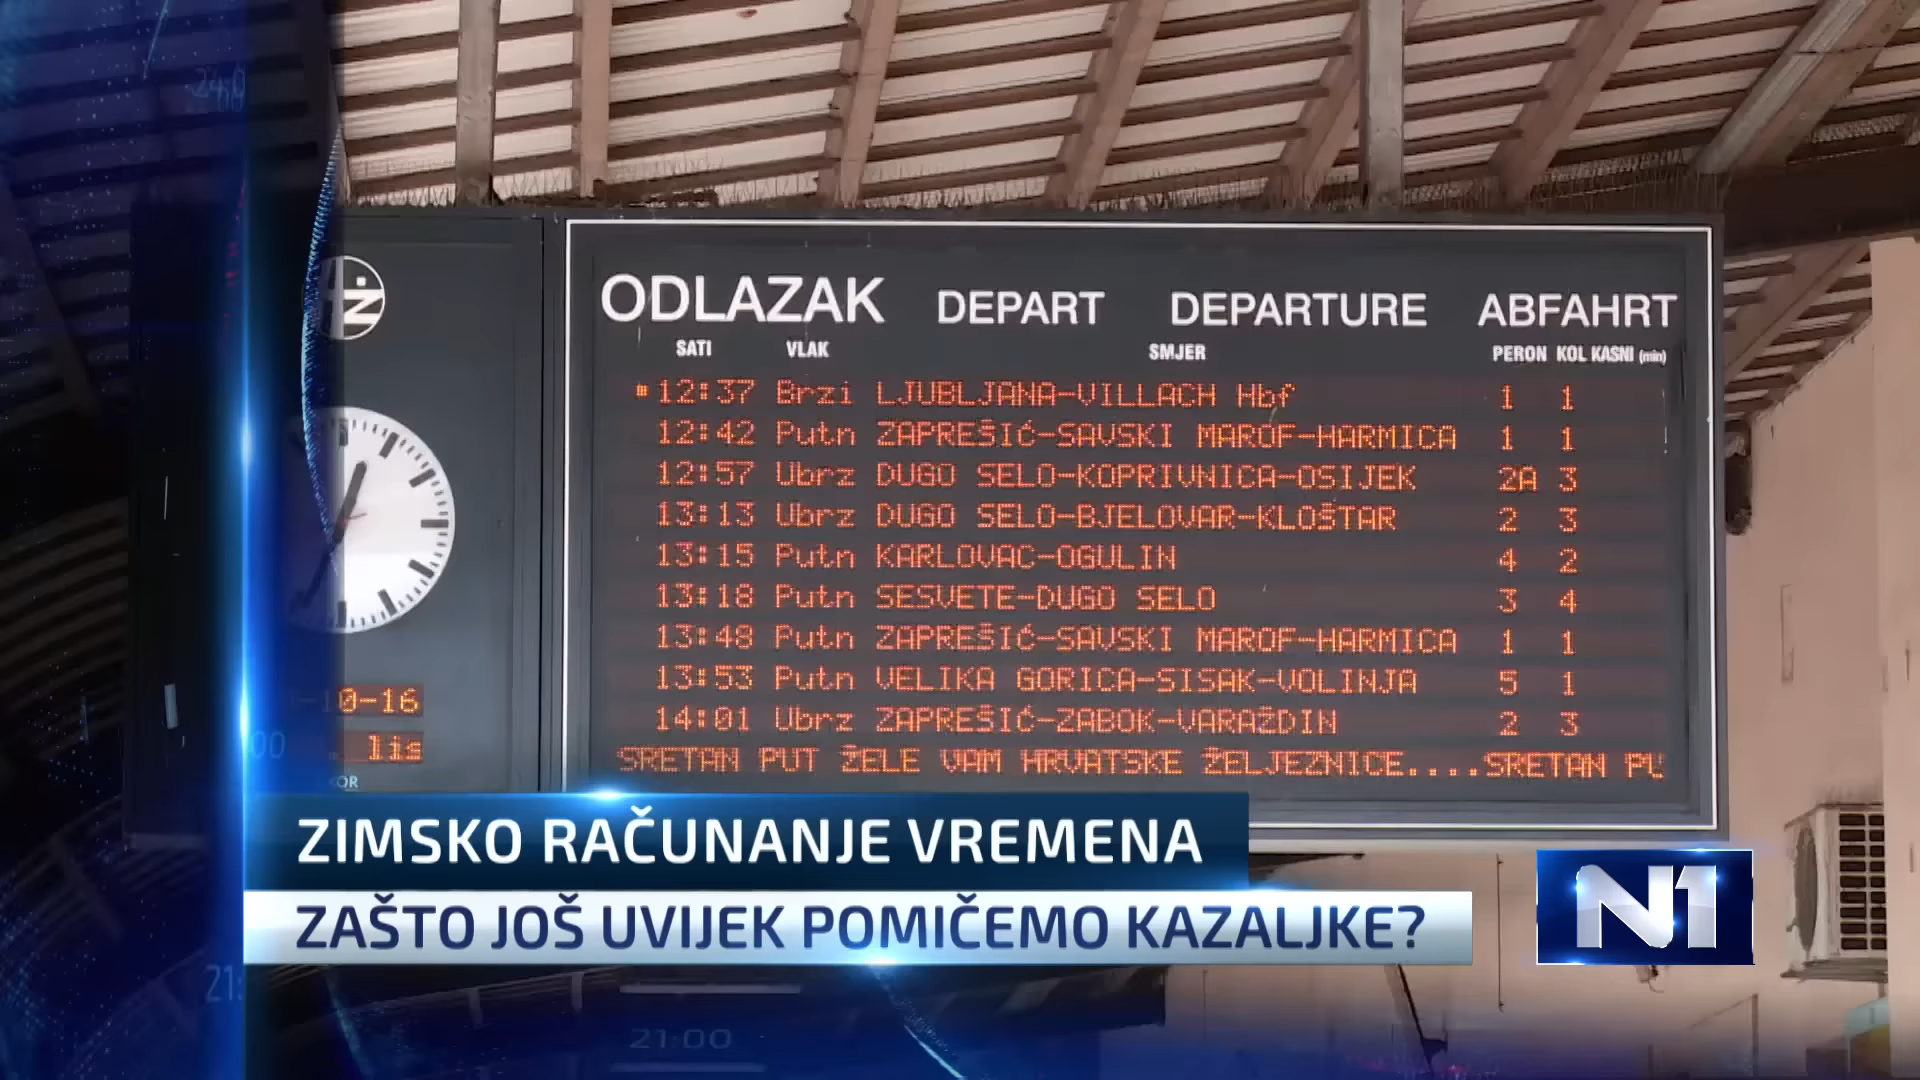 ODLAZAK DEPART DEPARTURE ABFAHRT
SATI VLAK SMJER PERON KOL KASNI (min)
12:37 Brzi LJUBLJANA-VILLACH Hbf 1 1
12:42 Putn ZAPREŠIć-SAVSKI MAROF-HARMICA 1 1
12:57 Ubrz DUGO SELO-KOPRIVNICA-OSIJEK 2A 3
13:13 Ubrz DUGO SELO-BJELOVAR-KLOŠTAR 2 3
13:15 Putn KARLOVAC-OGULIN 4 2
13:18 Putn SESVETE-DUGO SELO 3 4
13:48 Putn ZAPREŠIć-SAVSKI MAROF-HARMICA 1 1
13:53 Putn VELIKA GORICA-SISAK-VOLINJA 5 1
14:01 Ubrz ZAPREŠIć-ZABOK-VARAŽDIN 2 3
SRETAN PUT ŽELE VAM HRVATSKE ŽELJEZNICE....SRETAN PU
-10-16
lis
ZIMSKO RAČUNANJE VREMENA
ZAŠTO JOŠ UVIJEK POMIČEMO KAZALJKE?
N1
21:00